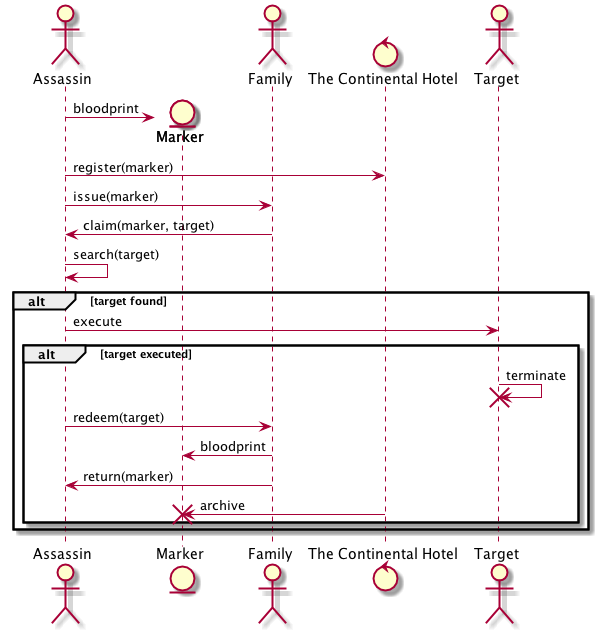 Assassin Family The Continental Hotel Target
bloodprint
Marker
register(marker)
issue(marker)
claim(marker, target)
search(target)
alt [target found]
execute
alt [target executed]
terminate
redeem(target)
bloodprint
return(marker)
archive
Assassin Marker Family The Continental Hotel Target